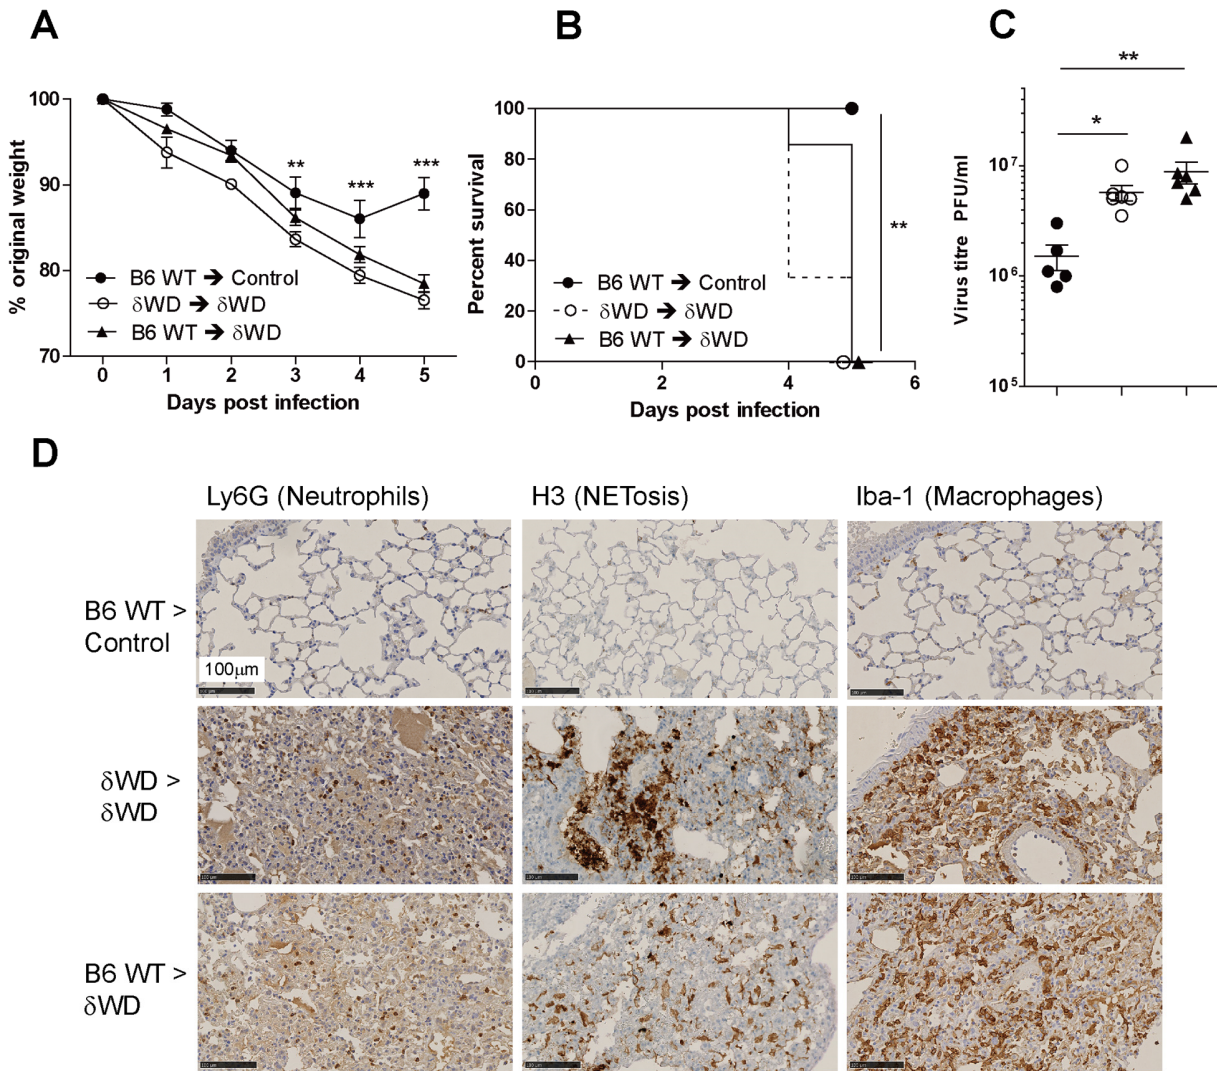 A
B
C
% original weight
100
90
80
70
**
***
***
B6 WT ➔ Control
δWD ➔ δWD
B6 WT ➔ δWD
0 1 2 3 4 5
Days post infection
Percent survival
100
80
60
40
20
0
**
B6 WT ➔ Control
δWD ➔ δWD
B6 WT ➔ δWD
0 2 4 6
Days post infection
Virus titre PFU/ml
**
*
10⁷
10⁶
10⁵
D
Ly6G (Neutrophils)
H3 (NETosis)
Iba-1 (Macrophages)
B6 WT >
Control
100μm
δWD >
δWD
B6 WT >
δWD